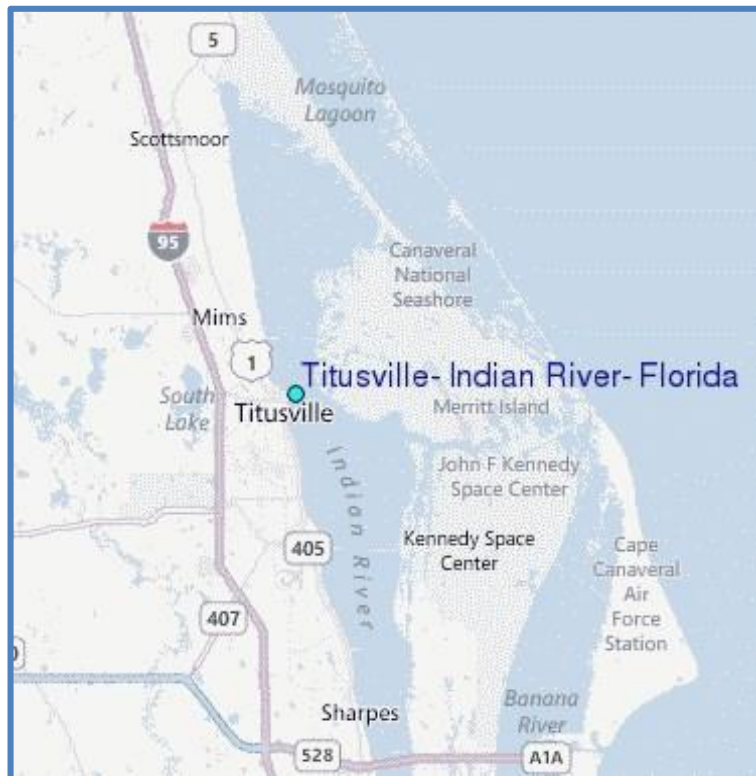 5
Mosquito
Lagoon
Scottsmoor
95
Canaveral
National
Seashore
Mims
1
Titusville- Indian River- Florida
South
Lake
Titusville
Merritt Island
Indian River
John F Kennedy
Space Center
405
Kennedy Space
Center
Cape
Canaveral
Air
Force
Station
407
0
Sharpes
Banana
River
528
A1A